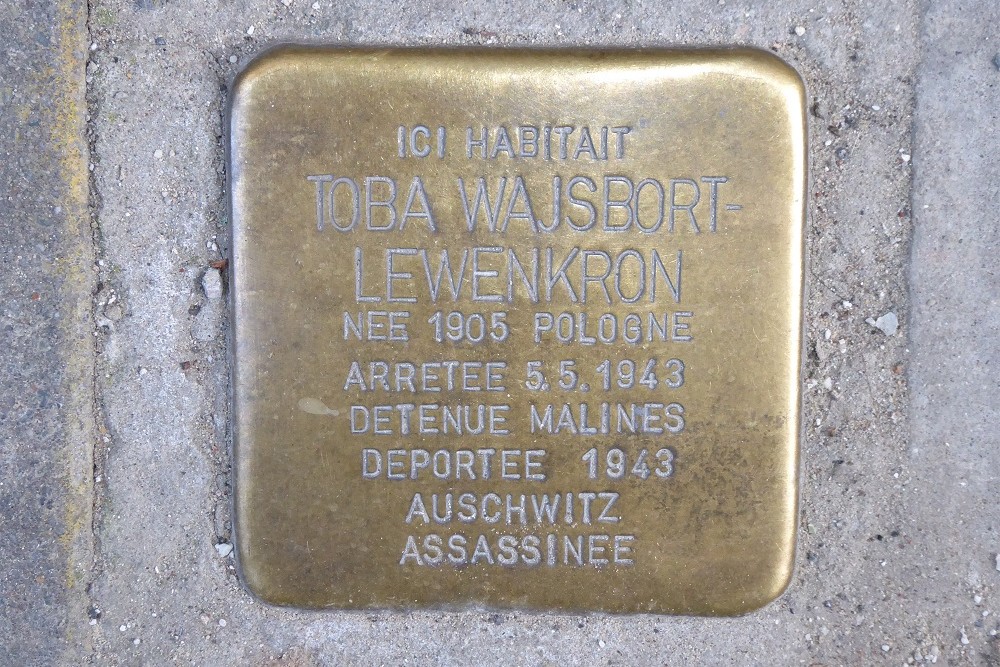 ICI HABITAIT
TOBA WAJSBORT-
LEWENKRON
NEE 1905 POLOGNE
ARRETEE 5.5.1943
DETENUE MALINES
DEPORTEE 1943
AUSCHWITZ
ASSASSINEE